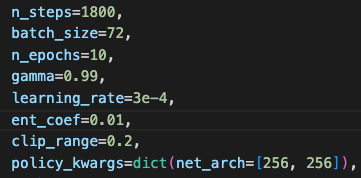 n_steps=1800,
batch_size=72,
n_epochs=10,
gamma=0.99,
learning_rate=3e-4,
ent_coef=0.01,
clip_range=0.2,
policy_kwargs=dict(net_arch=[256, 256]),